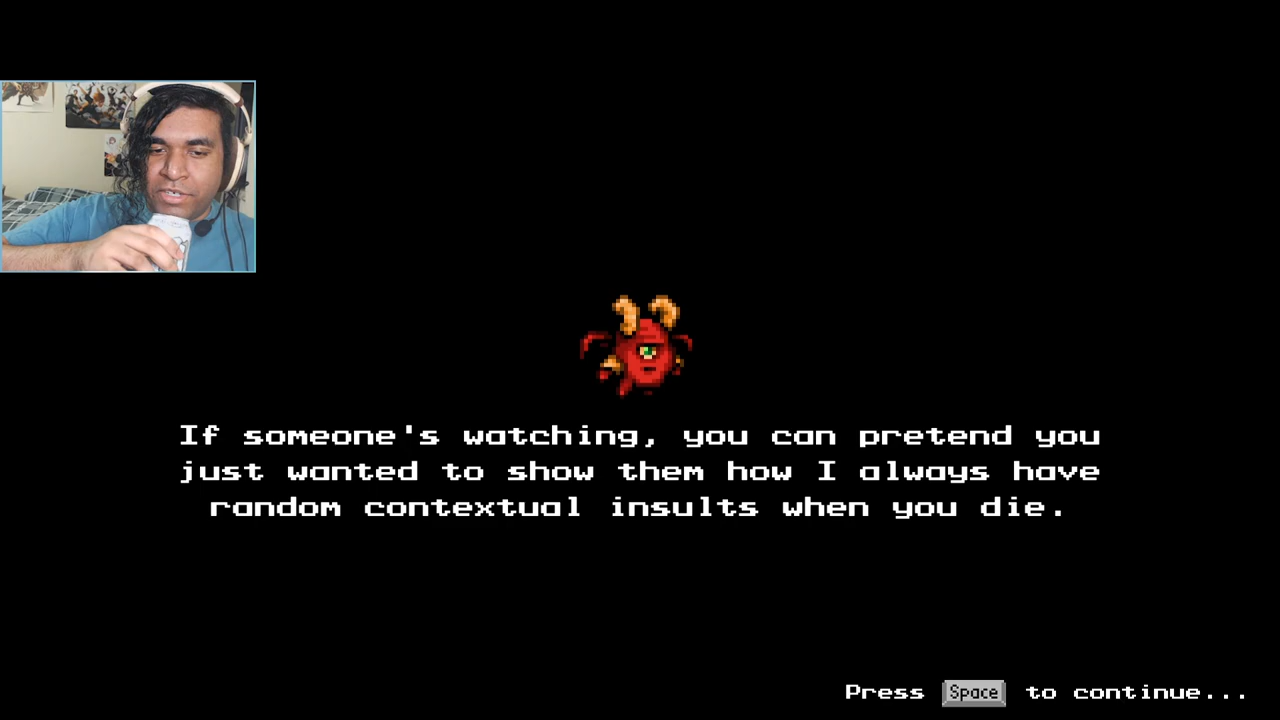 If someone's watching, you can pretend you
just wanted to show them how I always have
random contextual insults when you die.
Press Space to continue...